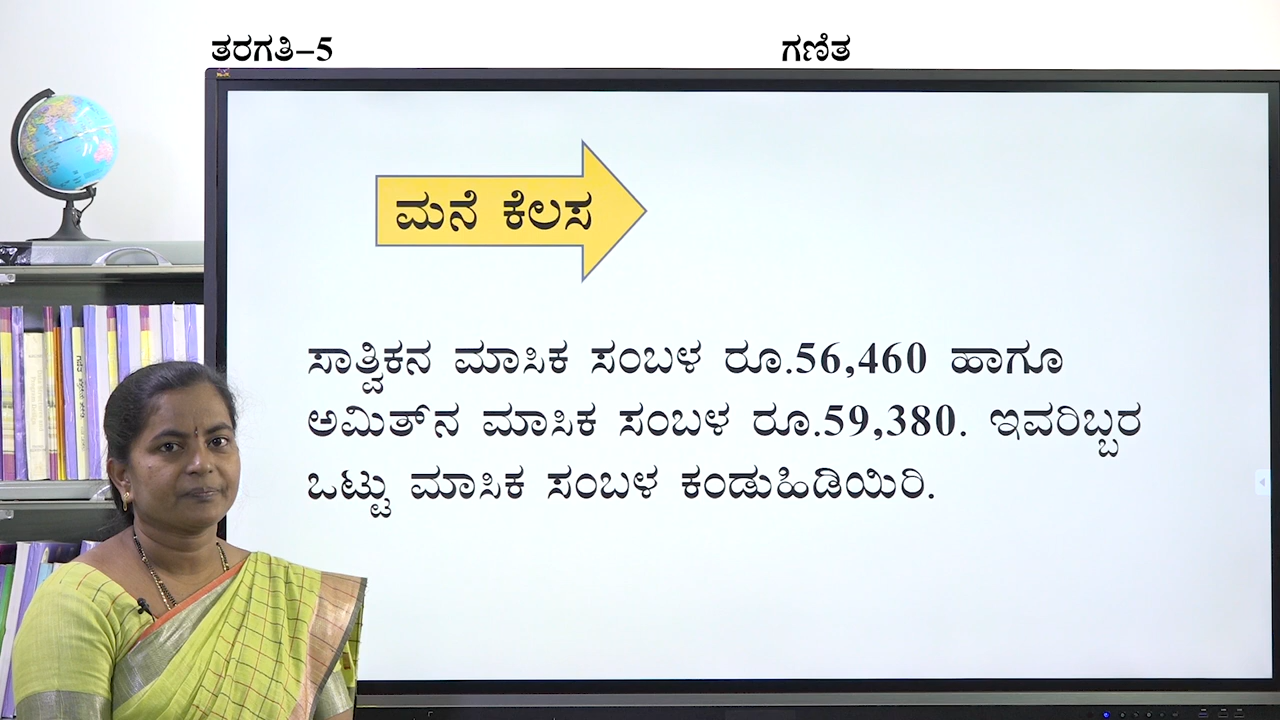 ತರಗತಿ–5
ಗಣಿತ
ಮನೆ ಕೆಲಸ
ಸಾತ್ವಿಕನ ಮಾಸಿಕ ಸಂಬಳ ರೂ.56,460 ಹಾಗೂ
ಅಮಿತ್‌ನ ಮಾಸಿಕ ಸಂಬಳ ರೂ.59,380. ಇವರಿಬ್ಬರ
ಒಟ್ಟು ಮಾಸಿಕ ಸಂಬಳ ಕಂಡುಹಿಡಿಯಿರಿ.